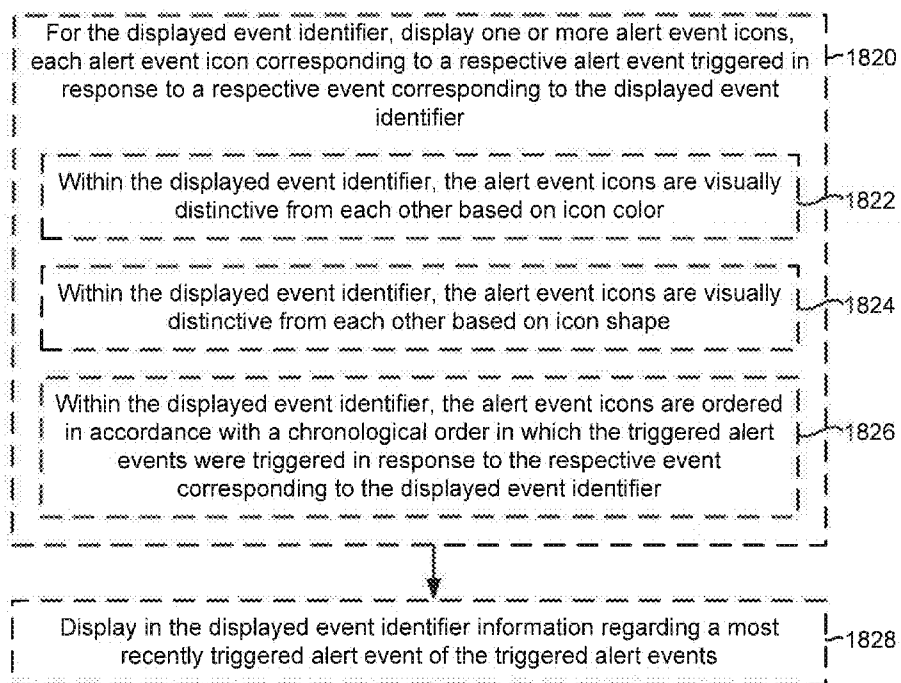 For the displayed event identifier, display one or more alert event icons,
each alert event icon corresponding to a respective alert event triggered in
response to a respective event corresponding to the displayed event
identifier
1820
Within the displayed event identifier, the alert event icons are visually
distinctive from each other based on icon color
1822
Within the displayed event identifier, the alert event icons are visually
distinctive from each other based on icon shape
1824
Within the displayed event identifier, the alert event icons are ordered
in accordance with a chronological order in which the triggered alert
events were triggered in response to the respective event
corresponding to the displayed event identifier
1826
Display in the displayed event identifier information regarding a most
recently triggered alert event of the triggered alert events
1828